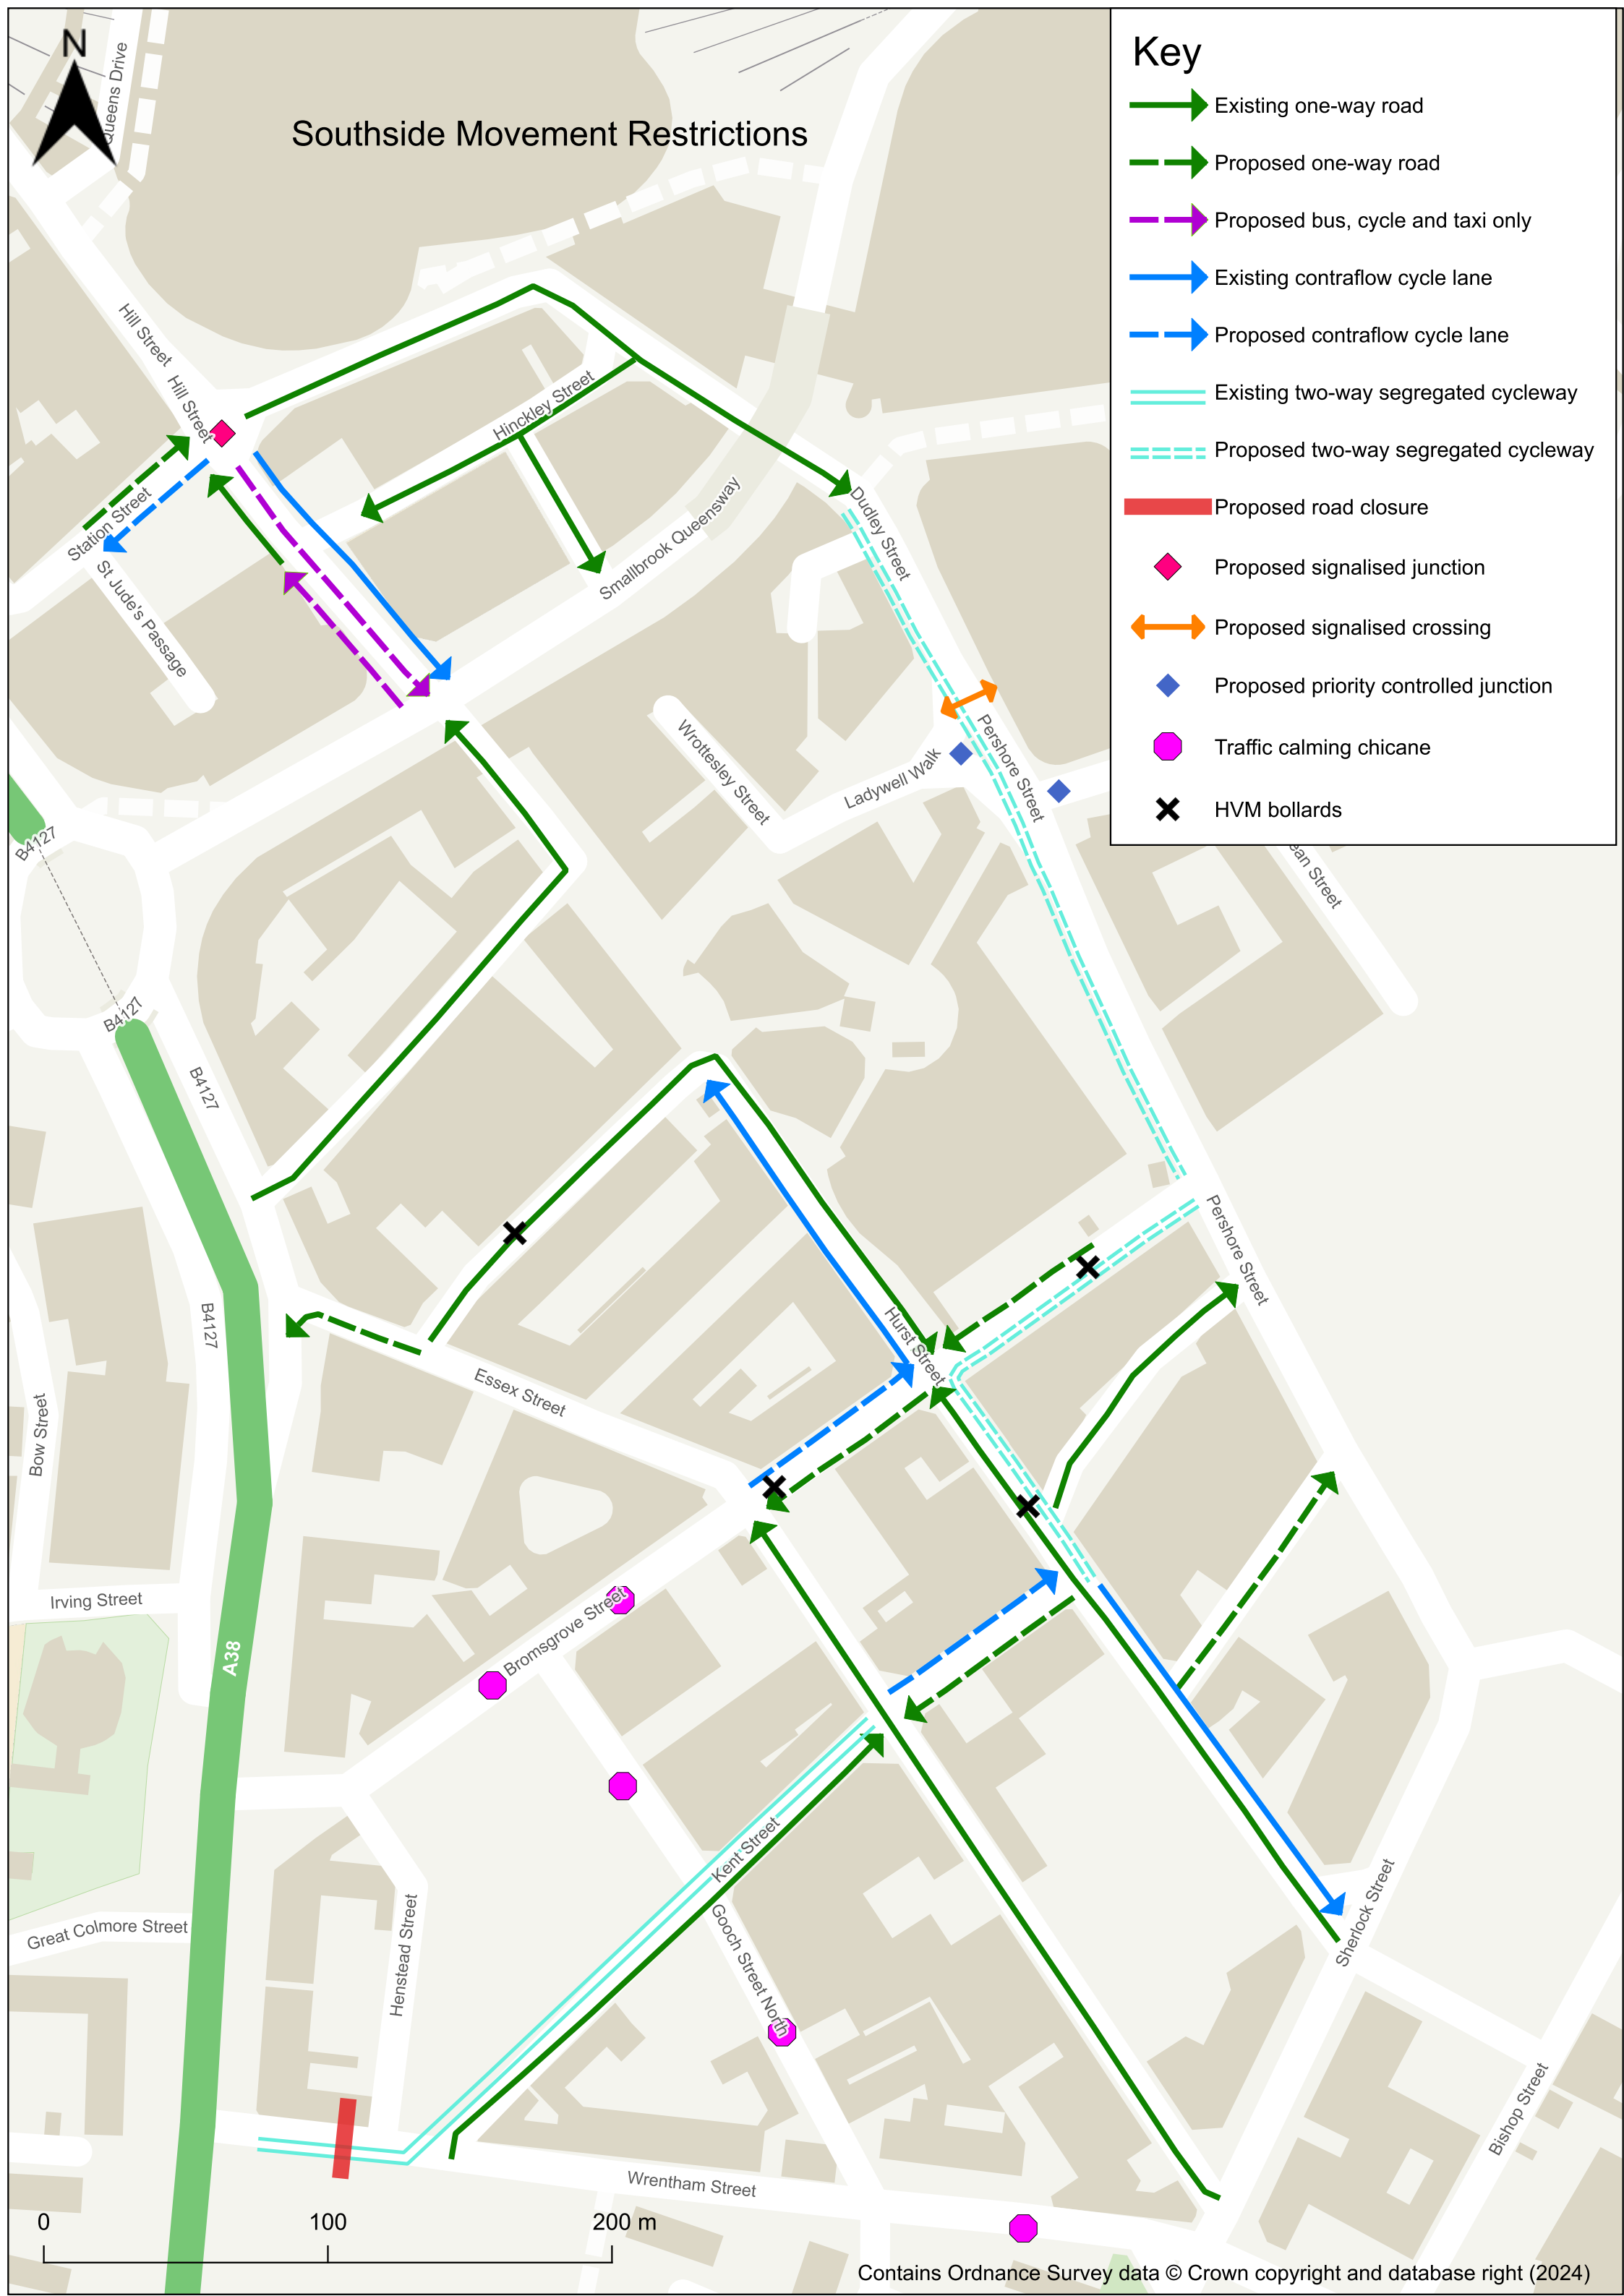 N
Queens Drive
Southside Movement Restrictions
Key
Existing one-way road
Proposed one-way road
Proposed bus, cycle and taxi only
Existing contraflow cycle lane
Proposed contraflow cycle lane
Existing two-way segregated cycleway
Proposed two-way segregated cycleway
Proposed road closure
Proposed signalised junction
Proposed signalised crossing
Proposed priority controlled junction
Traffic calming chicane
HVM bollards
Hill Street
Hill Street
Hinckley Street
Station Street
St Jude's Passage
Smallbrook Queensway
Dudley Street
Wrottesley Street
Ladywell Walk
Pershore Street
ean Street
B4127
B4127
B4127
B4127
Pershore Street
Hurst Street
Essex Street
Bow Street
Irving Street
A38
Bromsgrove Street
Kent Street
Gooch Street North
Great Colmore Street
Henstead Street
Sherlock Street
Bishop Street
Wrentham Street
0 100 200 m
Contains Ordnance Survey data © Crown copyright and database right (2024)